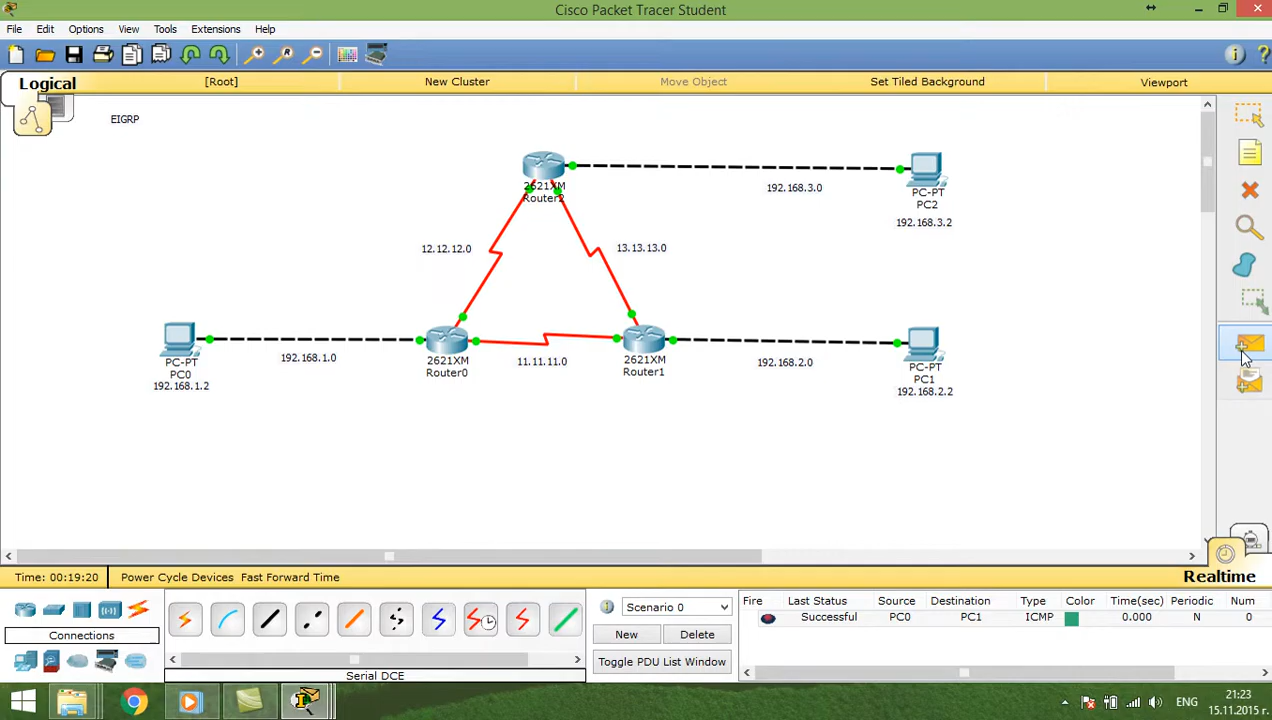 Cisco Packet Tracer Student
File Edit Options View Tools Extensions Help
Logical [Root] New Cluster Move Object Set Tiled Background Viewport
EIGRP
2621XM
Router2
192.168.3.0
PC-PT
PC2
192.168.3.2
12.12.12.0
13.13.13.0
PC-PT
PC0
192.168.1.2
192.168.1.0
2621XM
Router0
11.11.11.0
2621XM
Router1
192.168.2.0
PC-PT
PC1
192.168.2.2
Time: 00:19:20 Power Cycle Devices Fast Forward Time
Realtime
Connections
Serial DCE
Scenario 0
New Delete
Toggle PDU List Window
Fire Last Status Source Destination Type Color Time(sec) Periodic Num
Successful PC0 PC1 ICMP 0.000 N 0
ЕНГ
21:23
15.11.2015 г.